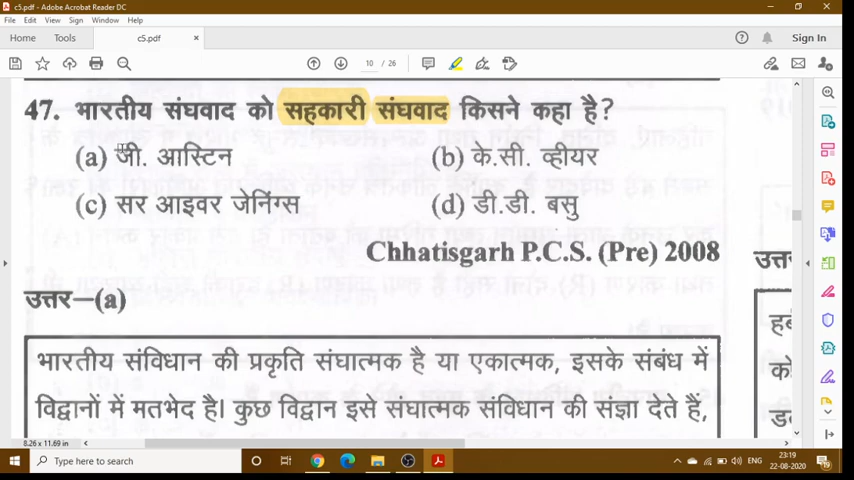 c5.pdf - Adobe Acrobat Reader DC
File Edit View Sign Window Help
Home Tools c5.pdf × Sign In
10 / 26
47. भारतीय संघवाद को सहकारी संघवाद किसने कहा है?
(a) जी. आस्टिन (b) के.सी. व्हीयर
(c) सर आइवर जेनिंग्स (d) डी.डी. बसु
Chhatisgarh P.C.S. (Pre) 2008
उत्तर—(a)
उत्त
भारतीय संविधान की प्रकृति संघात्मक है या एकात्मक, इसके संबंध में
विद्वानों में मतभेद है। कुछ विद्वान इसे संघात्मक संविधान की संज्ञा देते हैं,
हबं
को
ड
8.26 x 11.69 in
Type here to search
ENG 23:19
22-08-2020